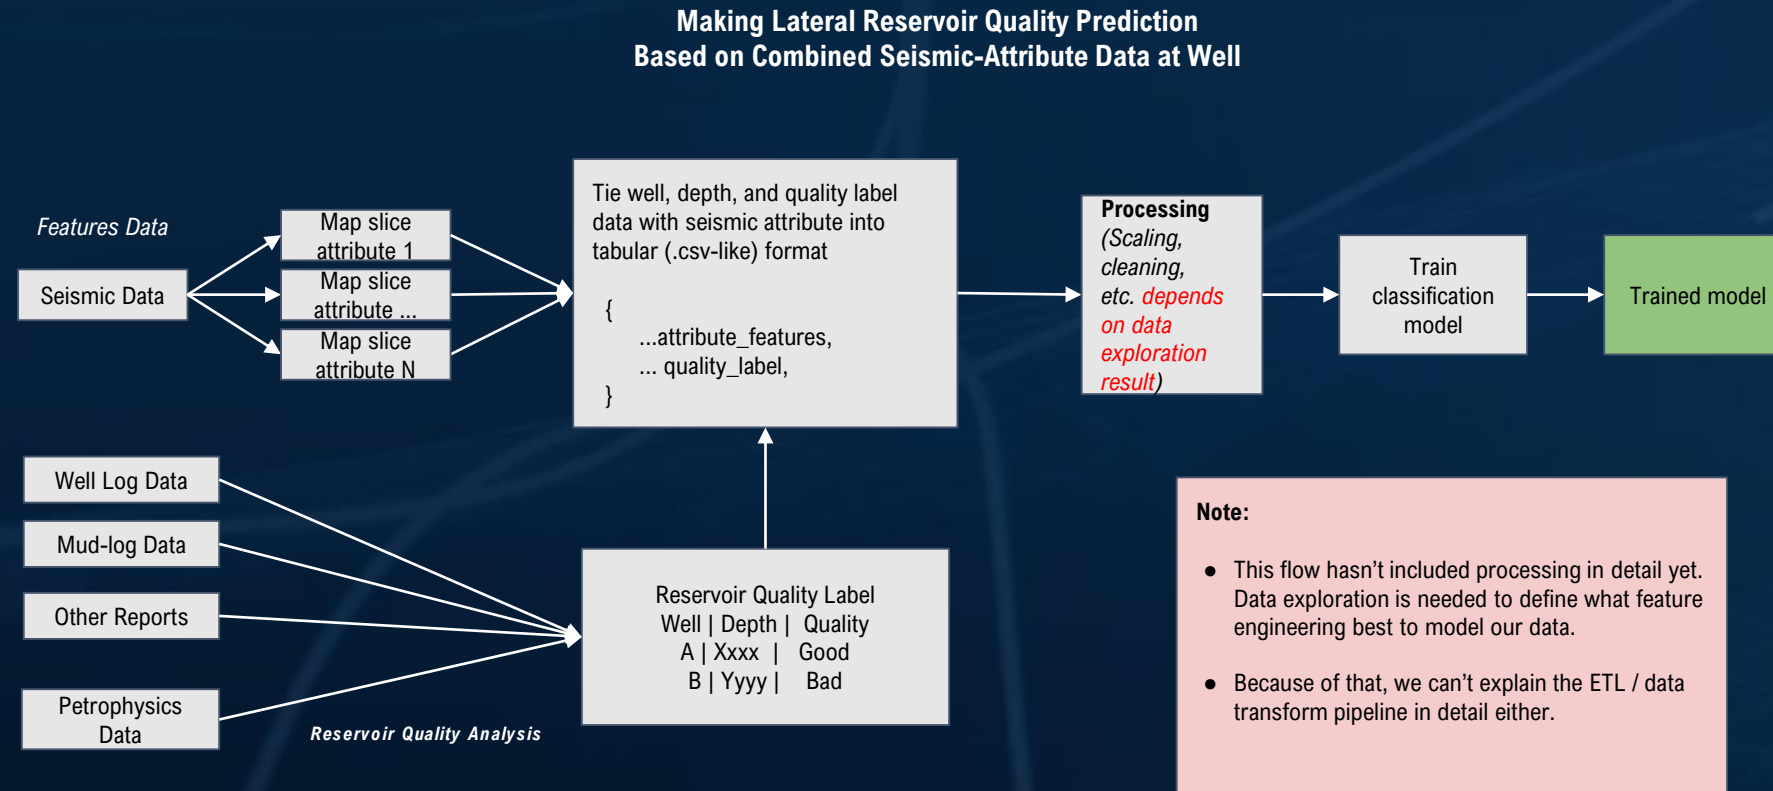 Making Lateral Reservoir Quality Prediction
Based on Combined Seismic-Attribute Data at Well
Features Data
Seismic Data
Map slice
attribute 1
Map slice
attribute ...
Map slice
attribute N
Tie well, depth, and quality label
data with seismic attribute into
tabular (.csv-like) format
{
...attribute_features,
... quality_label,
}
Processing
(Scaling,
cleaning,
etc. depends
on data
exploration
result)
Train
classification
model
Trained model
Well Log Data
Mud-log Data
Other Reports
Petrophysics
Data
Reservoir Quality Analysis
Reservoir Quality Label
Well | Depth | Quality
A | Xxxx | Good
B | Yyyy | Bad
Note:
● This flow hasn't included processing in detail yet.
Data exploration is needed to define what feature
engineering best to model our data.
● Because of that, we can't explain the ETL / data
transform pipeline in detail either.